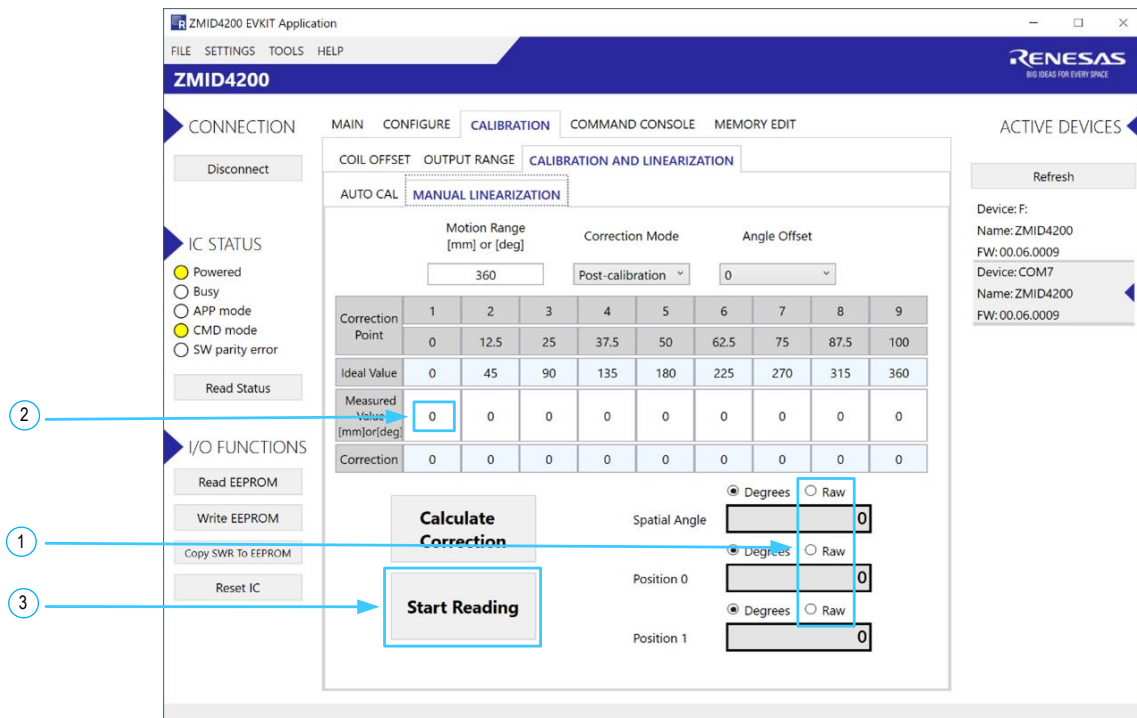 ZMID4200 EVKIT Application
FILE SETTINGS TOOLS HELP
ZMID4200
RENESAS
BIG IDEAS FOR EVERY SPACE
CONNECTION
Disconnect
IC STATUS
Powered
Busy
APP mode
CMD mode
SW parity error
Read Status
I/O FUNCTIONS
Read EEPROM
Write EEPROM
Copy SWR To EEPROM
Reset IC
MAIN CONFIGURE CALIBRATION COMMAND CONSOLE MEMORY EDIT
COIL OFFSET OUTPUT RANGE CALIBRATION AND LINEARIZATION
AUTO CAL MANUAL LINEARIZATION
Motion Range
[mm] or [deg]
Correction Mode
Angle Offset
360 Post-calibration 0
Correction
Point
1 2 3 4 5 6 7 8 9
0 12.5 25 37.5 50 62.5 75 87.5 100
Ideal Value 0 45 90 135 180 225 270 315 360
Measured
Value
[mm]or[deg]
0 0 0 0 0 0 0 0 0
Correction 0 0 0 0 0 0 0 0 0
Calculate
Correction
Start Reading
Degrees Raw
Spatial Angle 0
Degrees Raw
Position 0 0
Degrees Raw
Position 1 0
ACTIVE DEVICES
Refresh
Device: F:
Name: ZMID4200
FW: 00.06.0009
Device: COM7
Name: ZMID4200
FW: 00.06.0009
2
1
3